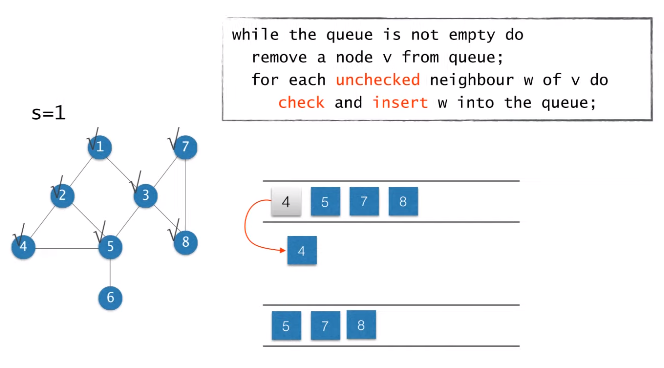 while the queue is not empty do
remove a node v from queue;
for each unchecked neighbour w of v do
check and insert w into the queue;
s=1
√1 √7
√2 √3
√4 √5 √8
6
4 5 7 8
4
5 7 8